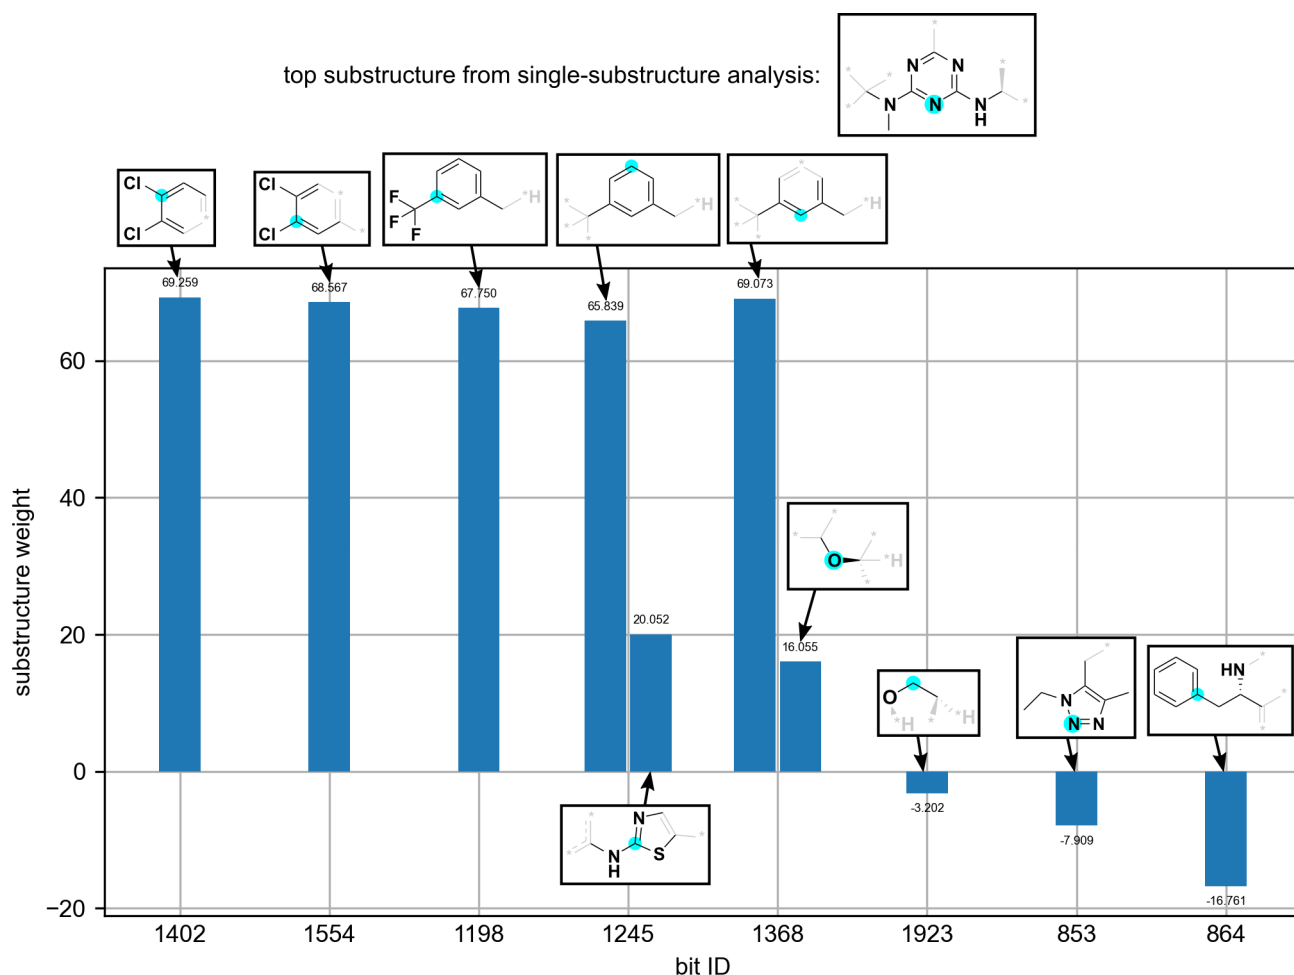 top substructure from single-substructure analysis:
*
N N
* * *
N N N
* H *
Cl
Cl
*
Cl
Cl
*
*
F
F
F
*H
*
*
*
*H
*
*
*
*
*H
69.259
68.567
67.750
65.839
69.073
60
40
20
0
−20
substructure weight
*
*
*
O
*H
*
20.052
16.055
O
*H
*
*H
*
N
N=N
HN
*
*
*
*
*
N
*
N
H
S
-3.202
-7.909
-16.761
1402 1554 1198 1245 1368 1923 853 864
bit ID